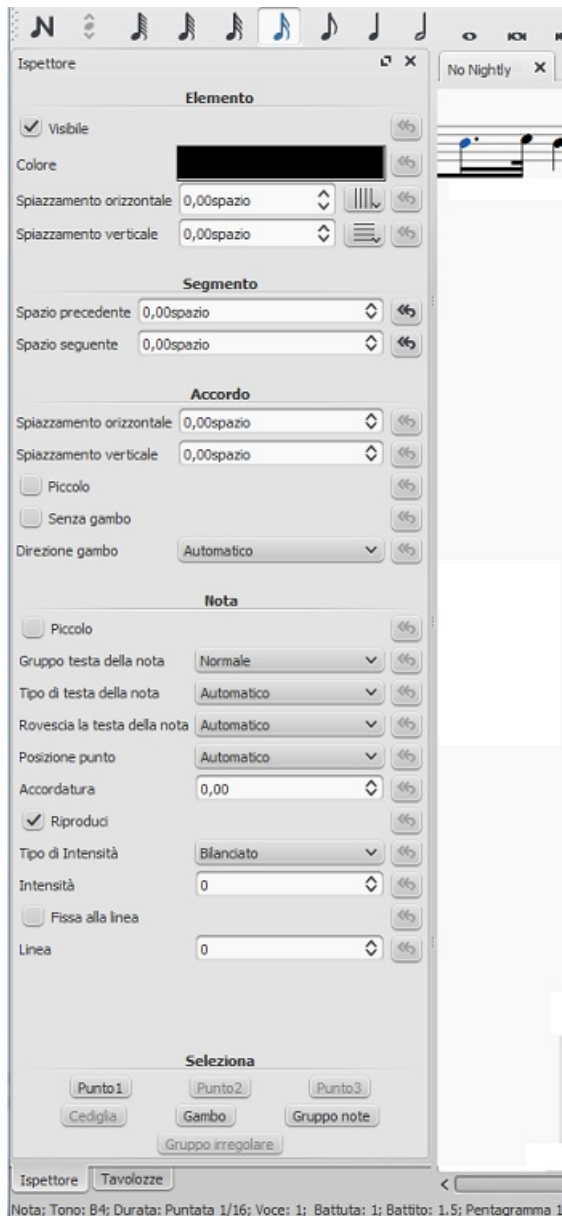 Ispettore
No Nightly
Elemento
Visibile
Colore
Spiazzamento orizzontale 0,00spazio
Spiazzamento verticale 0,00spazio
Segmento
Spazio precedente 0,00spazio
Spazio seguente 0,00spazio
Accordo
Spiazzamento orizzontale 0,00spazio
Spiazzamento verticale 0,00spazio
Piccolo
Senza gambo
Direzione gambo Automatico
Nota
Piccolo
Gruppo testa della nota Normale
Tipo di testa della nota Automatico
Rovescia la testa della nota Automatico
Posizione punto Automatico
Accordatura 0,00
Riproduci
Tipo di Intensità Bilanciato
Intensità 0
Fissa alla linea
Linea 0
Seleziona
Punto1 Punto2 Punto3
Cediglia Gambo Gruppo note
Gruppo irregolare
Ispettore Tavolozze
Nota; Tono: B4; Durata: Puntata 1/16; Voce: 1; Battuta: 1; Battito: 1.5; Pentagramma 1